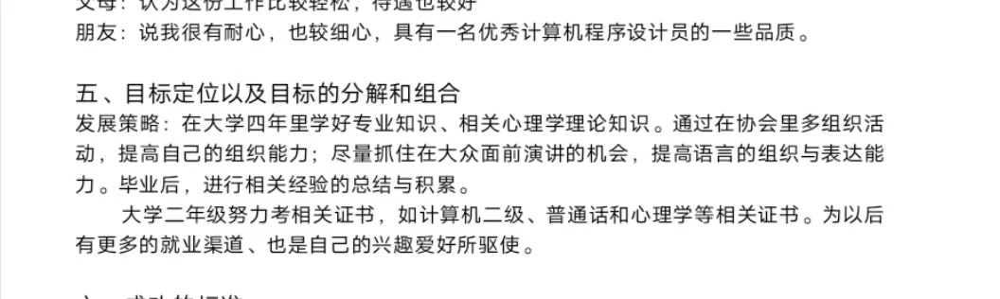 父母：认为这份工作比较轻松，待遇也较好
朋友：说我很有耐心，也较细心，具有一名优秀计算机程序设计员的一些品质。
五、目标定位以及目标的分解和组合
发展策略：在大学四年里学好专业知识、相关心理学理论知识。通过在协会里多组织活
动，提高自己的组织能力；尽量抓住在大众面前演讲的机会，提高语言的组织与表达能
力。毕业后，进行相关经验的总结与积累。
大学二年级努力考相关证书，如计算机二级、普通话和心理学等相关证书。为以后
有更多的就业渠道、也是自己的兴趣爱好所驱使。